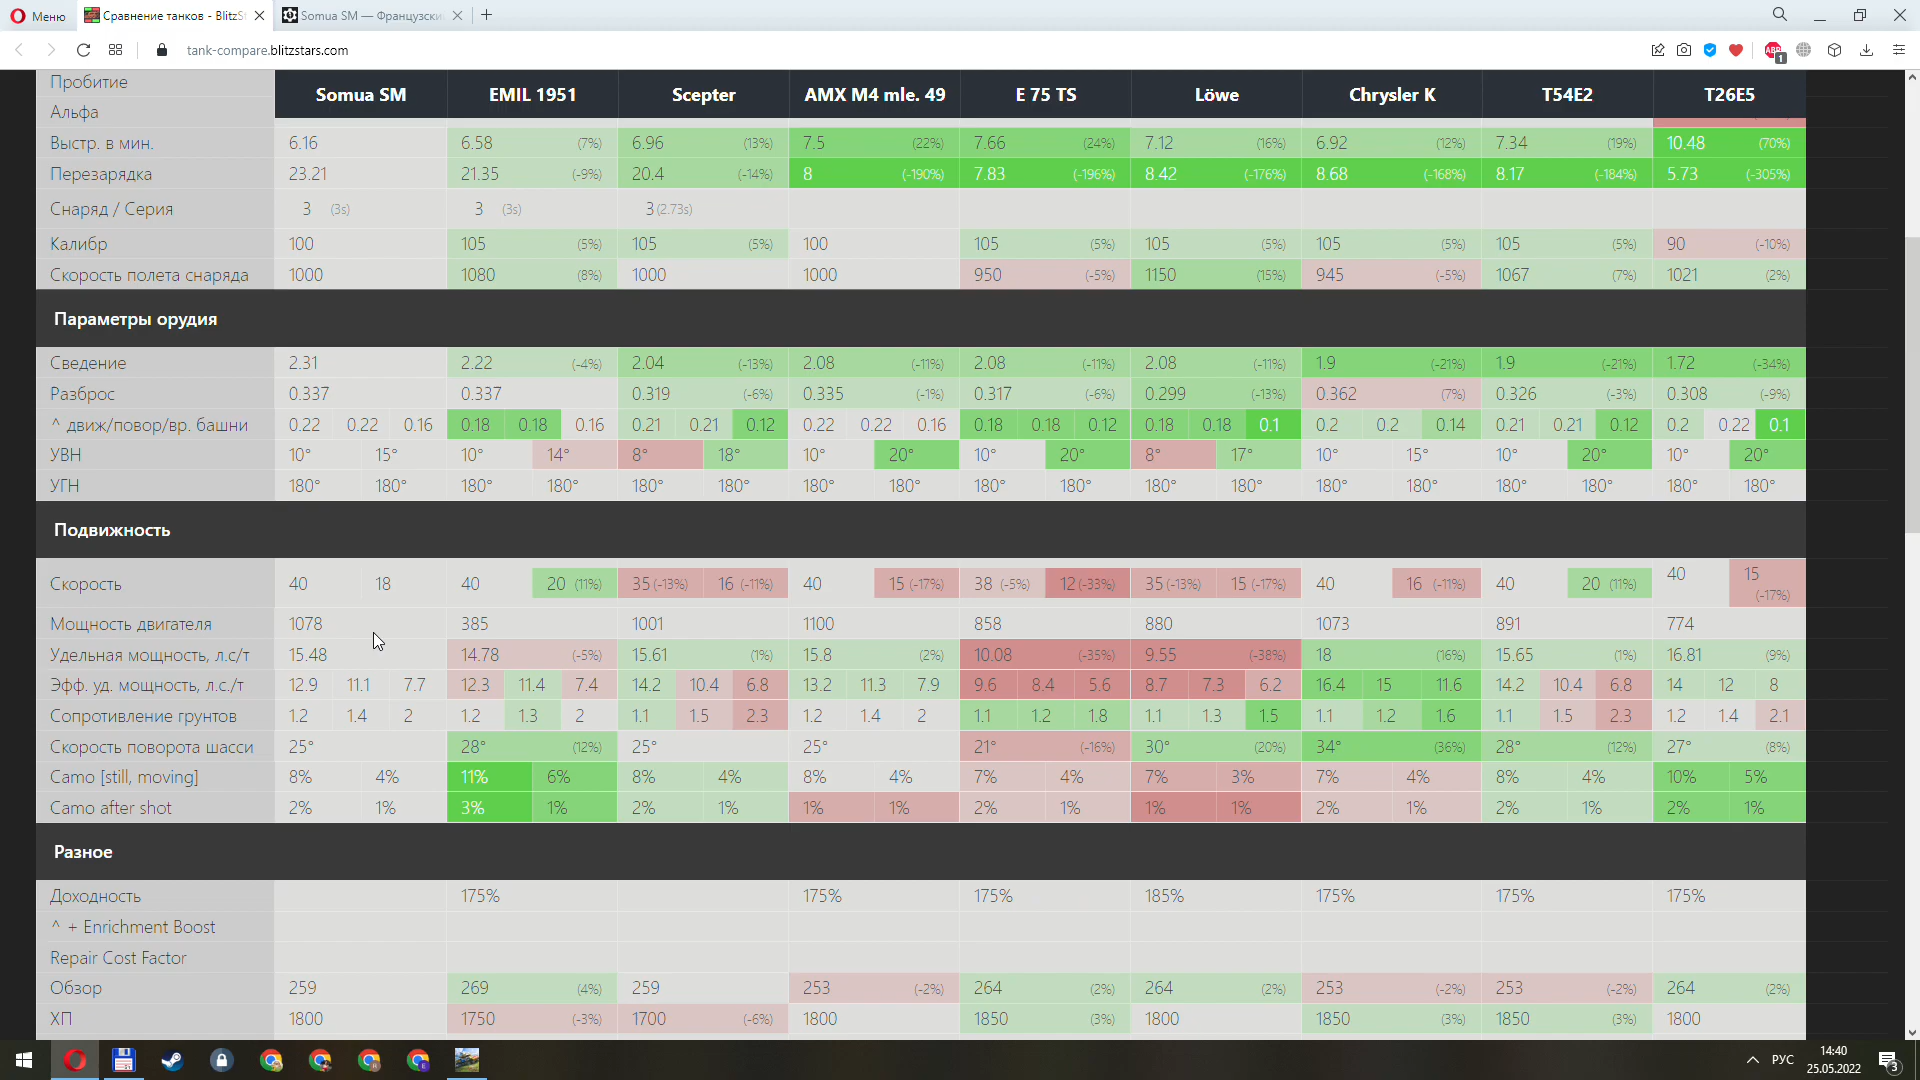 Меню
Сравнение танков - BlitzSt
Somua SM — Французски
tank-compare.blitzstars.com
ABP
1
Somua SM EMIL 1951 Scepter AMX M4 mle. 49 E 75 TS Löwe Chrysler K T54E2 T26E5
Пробитие
Альфа
Выстр. в мин. 6.16 6.58 (7%) 6.96 (13%) 7.5 (22%) 7.66 (24%) 7.12 (16%) 6.92 (12%) 7.34 (19%) 10.48 (70%)
Перезарядка 23.21 21.35 (-9%) 20.4 (-14%) 8 (-190%) 7.83 (-196%) 8.42 (-176%) 8.68 (-168%) 8.17 (-184%) 5.73 (-305%)
Снаряд / Серия 3 (3s) 3 (3s) 3 (2.73s)
Калибр 100 105 (5%) 105 (5%) 100 105 (5%) 105 (5%) 105 (5%) 105 (5%) 90 (-10%)
Скорость полета снаряда 1000 1080 (8%) 1000 1000 950 (-5%) 1150 (15%) 945 (-5%) 1067 (7%) 1021 (2%)
Параметры орудия
Сведение 2.31 2.22 (-4%) 2.04 (-13%) 2.08 (-11%) 2.08 (-11%) 2.08 (-11%) 1.9 (-21%) 1.9 (-21%) 1.72 (-34%)
Разброс 0.337 0.337 0.319 (-6%) 0.335 (-1%) 0.317 (-6%) 0.299 (-13%) 0.362 (7%) 0.326 (-3%) 0.308 (-9%)
^ движ/повор/вр. башни 0.22 0.22 0.16 0.18 0.18 0.16 0.21 0.21 0.12 0.22 0.22 0.16 0.18 0.18 0.12 0.18 0.18 0.1 0.2 0.2 0.14 0.21 0.21 0.12 0.2 0.22 0.1
УВН 10° 15° 10° 14° 8° 18° 10° 20° 10° 20° 8° 17° 10° 15° 10° 20° 10° 20°
УГН 180° 180° 180° 180° 180° 180° 180° 180° 180° 180° 180° 180° 180° 180° 180° 180° 180° 180°
Подвижность
Скорость 40 18 40 20 (11%) 35 (-13%) 16 (-11%) 40 15 (-17%) 38 (-5%) 12 (-33%) 35 (-13%) 15 (-17%) 40 16 (-11%) 40 20 (11%) 40 15 (-17%)
Мощность двигателя 1078 385 1001 1100 858 880 1073 891 774
Удельная мощность, л.с/т 15.48 14.78 (-5%) 15.61 (1%) 15.8 (2%) 10.08 (-35%) 9.55 (-38%) 18 (16%) 15.65 (1%) 16.81 (9%)
Эфф. уд. мощность, л.с./т 12.9 11.1 7.7 12.3 11.4 7.4 14.2 10.4 6.8 13.2 11.3 7.9 9.6 8.4 5.6 8.7 7.3 6.2 16.4 15 11.6 14.2 10.4 6.8 14 12 8
Сопротивление грунтов 1.2 1.4 2 1.2 1.3 2 1.1 1.5 2.3 1.2 1.4 2 1.1 1.2 1.8 1.1 1.3 1.5 1.1 1.2 1.6 1.1 1.5 2.3 1.2 1.4 2.1
Скорость поворота шасси 25° 28° (12%) 25° 25° 21° (-16%) 30° (20%) 34° (36%) 28° (12%) 27° (8%)
Camo [still, moving] 8% 4% 11% 6% 8% 4% 8% 4% 7% 4% 7% 3% 7% 4% 8% 4% 10% 5%
Camo after shot 2% 1% 3% 1% 2% 1% 1% 1% 2% 1% 1% 1% 2% 1% 2% 1% 2% 1%
Разное
Доходность 175% 175% 175% 185% 175% 175% 175%
^ + Enrichment Boost
Repair Cost Factor
Обзор 259 269 (4%) 259 253 (-2%) 264 (2%) 264 (2%) 253 (-2%) 253 (-2%) 264 (2%)
ХП 1800 1750 (-3%) 1700 (-6%) 1800 1850 (3%) 1800 1850 (3%) 1850 (3%) 1800
РУС
14:40
25.05.2022
3